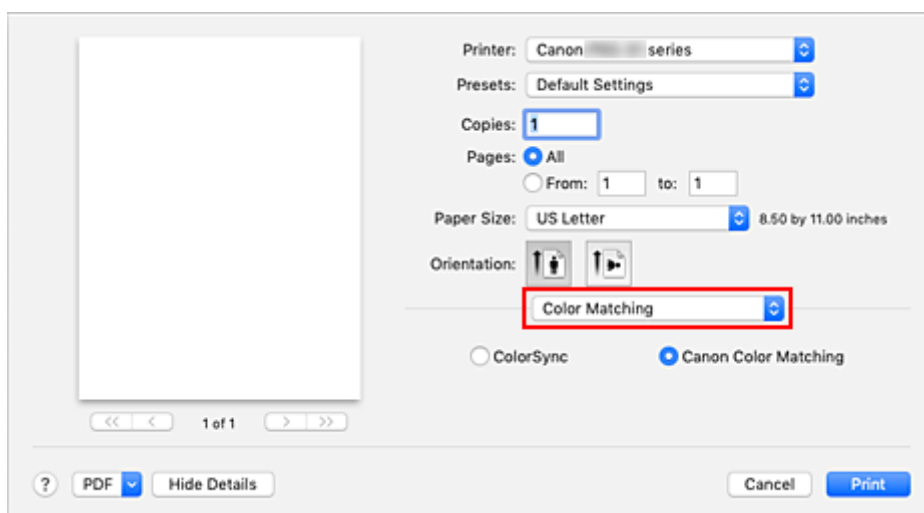 Printer: Canon series
Presets: Default Settings
Copies: 1
Pages: All
From: 1 to: 1
Paper Size: US Letter 8.50 by 11.00 inches
Orientation:
Color Matching
ColorSync Canon Color Matching
<< < 1 of 1 > >>
? PDF Hide Details Cancel Print